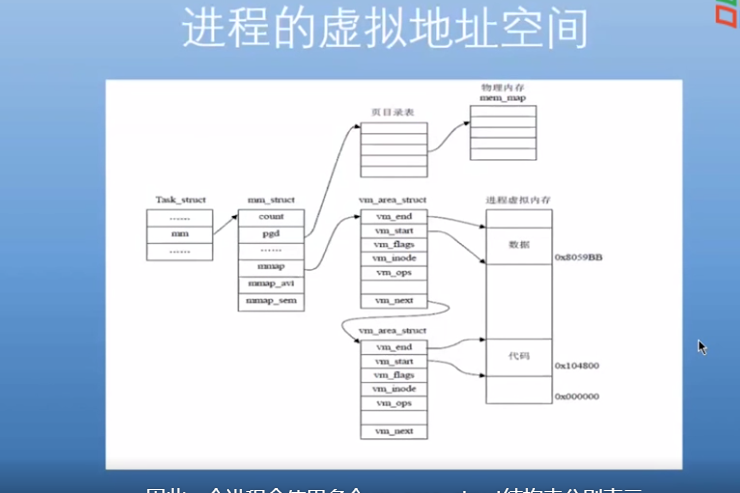 进程的虚拟地址空间
物理内存
mem_map
页目录表
Task_struct
mm_struct
vm_area_struct
进程虚拟内存
......
mm
......
count
pgd
......
mmap
mmap_avi
mmap_sem
vm_end
vm_start
vm_flags
vm_inode
vm_ops
vm_next
数据
0x8059BB
vm_area_struct
vm_end
vm_start
vm_flags
vm_inode
vm_ops
vm_next
代码
0x104800
0x000000